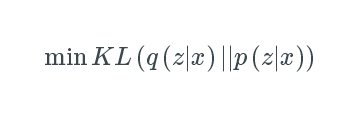 min KL (q (z|x) ||p (z|x))